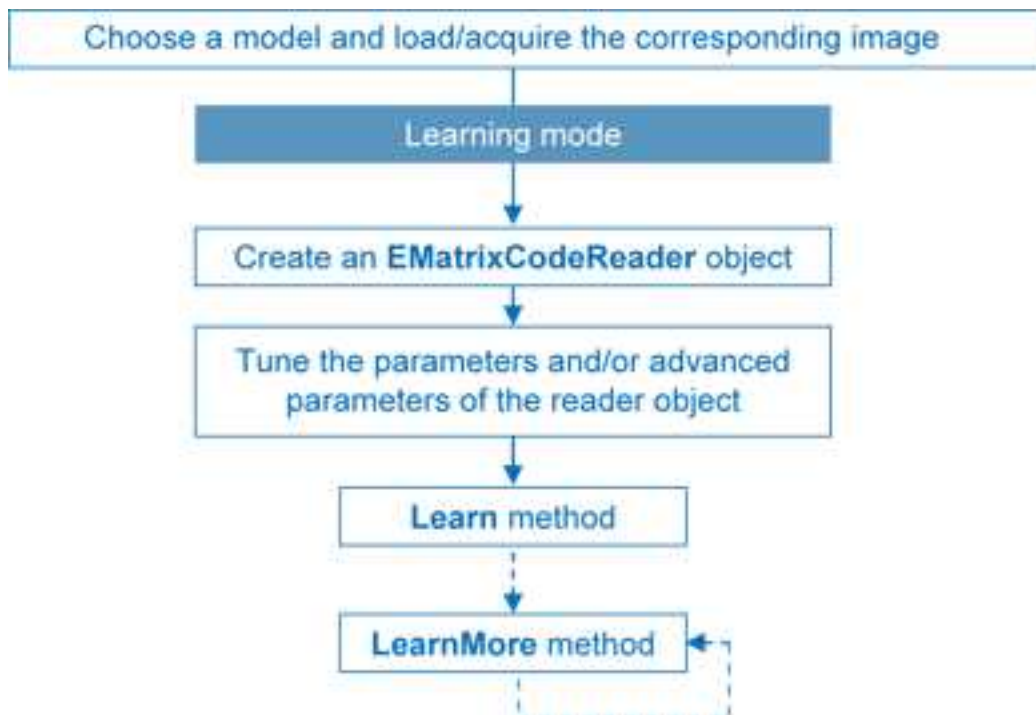 Choose a model and load/acquire the corresponding image
Learning mode
Create an EMatrixCodeReader object
Tune the parameters and/or advanced
parameters of the reader object
Learn method
LearnMore method